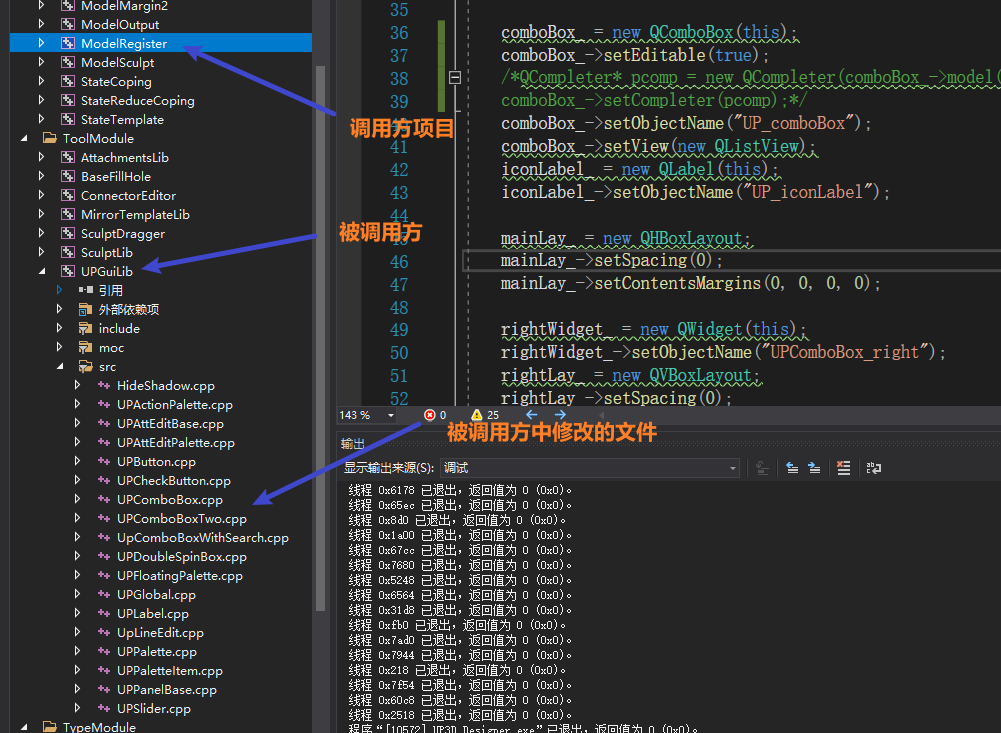 ModelMargin2
ModelOutput
ModelRegister
ModelSculpt
StateCoping
StateReduceCoping
StateTemplate
ToolModule
AttachmentsLib
BaseFillHole
ConnectorEditor
MirrorTemplateLib
SculptDragger
SculptLib
UPGuiLib
引用
外部依赖项
include
moc
src
HideShadow.cpp
UPActionPalette.cpp
UPAttEditBase.cpp
UPAttEditPalette.cpp
UPButton.cpp
UPCheckButton.cpp
UPComboBox.cpp
UPComboBoxTwo.cpp
UpComboBoxWithSearch.cpp
UPDoubleSpinBox.cpp
UPFloatingPalette.cpp
UPGlobal.cpp
UPLabel.cpp
UpLineEdit.cpp
UPPalette.cpp
UPPaletteItem.cpp
UPPanelBase.cpp
UPSlider.cpp
TypeModule
调用方项目
被调用方
被调用方中修改的文件
35
36 comboBox_ = new QComboBox(this);
37 comboBox_->setEditable(true);
38 /*QCompleter* pcomp = new QCompleter(comboBox_->model(
39 comboBox_->setCompleter(pcomp);*/
comboBox_->setObjectName("UP_comboBox");
41 comboBox_->setView(new QListView);
42 iconLabel_ = new QLabel(this);
43 iconLabel_->setObjectName("UP_iconLabel");
44
mainLay_ = new QHBoxLayout;
46 mainLay_->setSpacing(0);
47 mainLay_->setContentsMargins(0, 0, 0, 0);
48
49 rightWidget_ = new QWidget(this);
50 rightWidget_->setObjectName("UPComboBox_right");
51 rightLay_ = new QVBoxLayout;
52 rightLay_->setSpacing(0);
143 % 0 25
输出
显示输出来源(S): 调试
线程 0x6178 已退出，返回值为 0 (0x0)。
线程 0x65ec 已退出，返回值为 0 (0x0)。
线程 0x8d0 已退出，返回值为 0 (0x0)。
线程 0x1a00 已退出，返回值为 0 (0x0)。
线程 0x67cc 已退出，返回值为 0 (0x0)。
线程 0x7680 已退出，返回值为 0 (0x0)。
线程 0x5248 已退出，返回值为 0 (0x0)。
线程 0x6564 已退出，返回值为 0 (0x0)。
线程 0x31d8 已退出，返回值为 0 (0x0)。
线程 0xfb0 已退出，返回值为 0 (0x0)。
线程 0x7ad0 已退出，返回值为 0 (0x0)。
线程 0x7944 已退出，返回值为 0 (0x0)。
线程 0x218 已退出，返回值为 0 (0x0)。
线程 0x7f54 已退出，返回值为 0 (0x0)。
线程 0x60c8 已退出，返回值为 0 (0x0)。
线程 0x2518 已退出，返回值为 0 (0x0)。
程序“[10572] UP3D Designer.exe”已退出，返回值为 0 (0x0)。